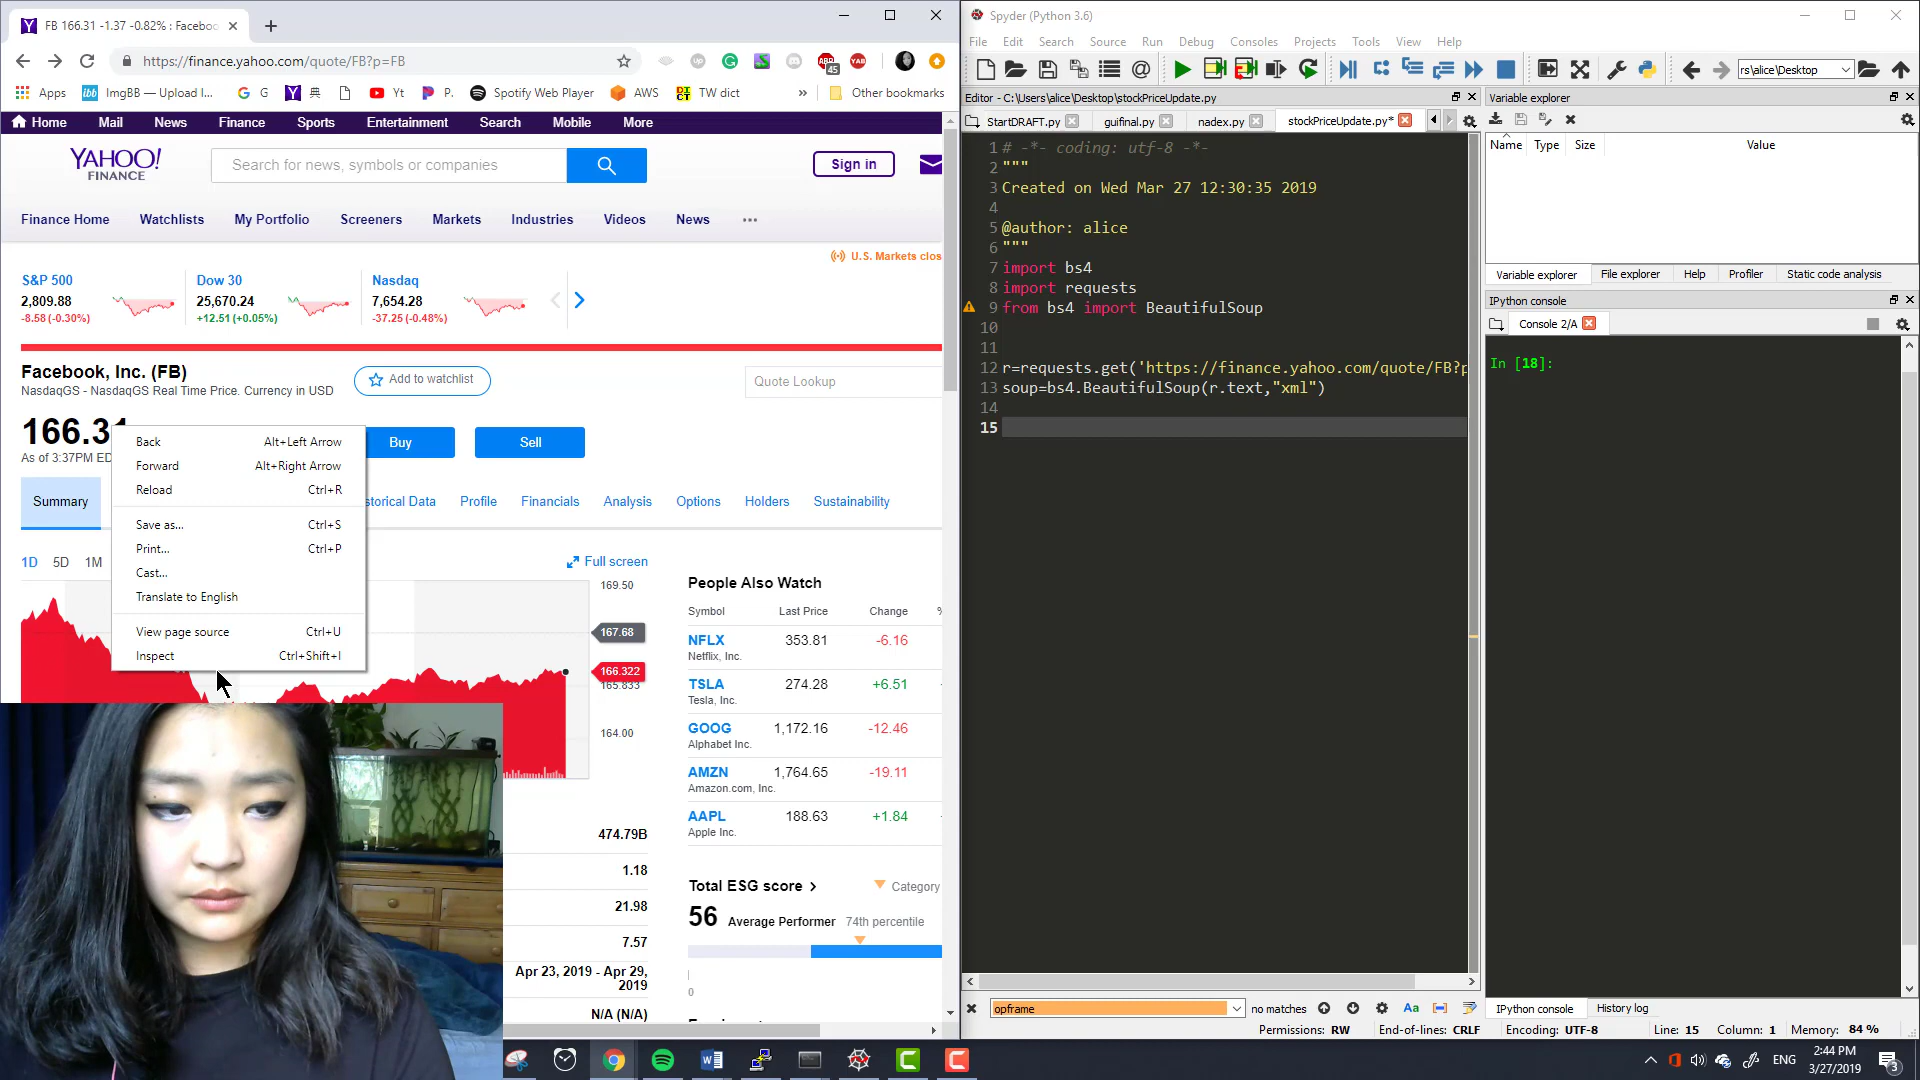 FB 166.31 -1.37 -0.82% : Faceboo
https://finance.yahoo.com/quote/FB?p=FB
45
Apps
ImgBB — Upload I...
G
Yt
P.
Spotify Web Player
AWS
TW dict
»
Other bookmarks
Home
Mail
News
Finance
Sports
Entertainment
Search
Mobile
More
YAHOO!
FINANCE
Search for news, symbols or companies
Sign in
Finance Home
Watchlists
My Portfolio
Screeners
Markets
Industries
Videos
News
U.S. Markets clos
S&P 500
2,809.88
-8.58 (-0.30%)
Dow 30
25,670.24
+12.51 (+0.05%)
Nasdaq
7,654.28
-37.25 (-0.48%)
Facebook, Inc. (FB)
NasdaqGS - NasdaqGS Real Time Price. Currency in USD
Add to watchlist
Quote Lookup
166.31
As of 3:37PM ED
Buy
Sell
Back Alt+Left Arrow
Forward Alt+Right Arrow
Reload Ctrl+R
Save as... Ctrl+S
Print... Ctrl+P
Cast...
Translate to English
View page source Ctrl+U
Inspect Ctrl+Shift+I
Summary
storical Data
Profile
Financials
Analysis
Options
Holders
Sustainability
1D 5D 1M
Full screen
169.50
167.68
166.322
165.833
164.00
People Also Watch
Symbol Last Price Change %
NFLX 353.81 -6.16
Netflix, Inc.
TSLA 274.28 +6.51
Tesla, Inc.
GOOG 1,172.16 -12.46
Alphabet Inc.
AMZN 1,764.65 -19.11
Amazon.com, Inc.
AAPL 188.63 +1.84
Apple Inc.
474.79B
1.18
21.98
7.57
Apr 23, 2019 - Apr 29,
2019
N/A (N/A)
Total ESG score
Category
56 Average Performer 74th percentile
0
Spyder (Python 3.6)
File Edit Search Source Run Debug Consoles Projects Tools View Help
rs\alice\Desktop
Editor - C:\Users\alice\Desktop\stockPriceUpdate.py
StartDRAFT.py
guifinal.py
nadex.py
stockPriceUpdate.py*
1 # -*- coding: utf-8 -*-
2 """
3 Created on Wed Mar 27 12:30:35 2019
4
5 @author: alice
6 """
7 import bs4
8 import requests
9 from bs4 import BeautifulSoup
10
11
12 r=requests.get('https://finance.yahoo.com/quote/FB?p
13 soup=bs4.BeautifulSoup(r.text,"xml")
14
15
opframe
no matches
Aa
Variable explorer
Name Type Size Value
Variable explorer
File explorer
Help
Profiler
Static code analysis
IPython console
Console 2/A
In [18]:
IPython console
History log
Permissions: RW End-of-lines: CRLF Encoding: UTF-8 Line: 15 Column: 1 Memory: 84 %
ENG
2:44 PM
3/27/2019
3